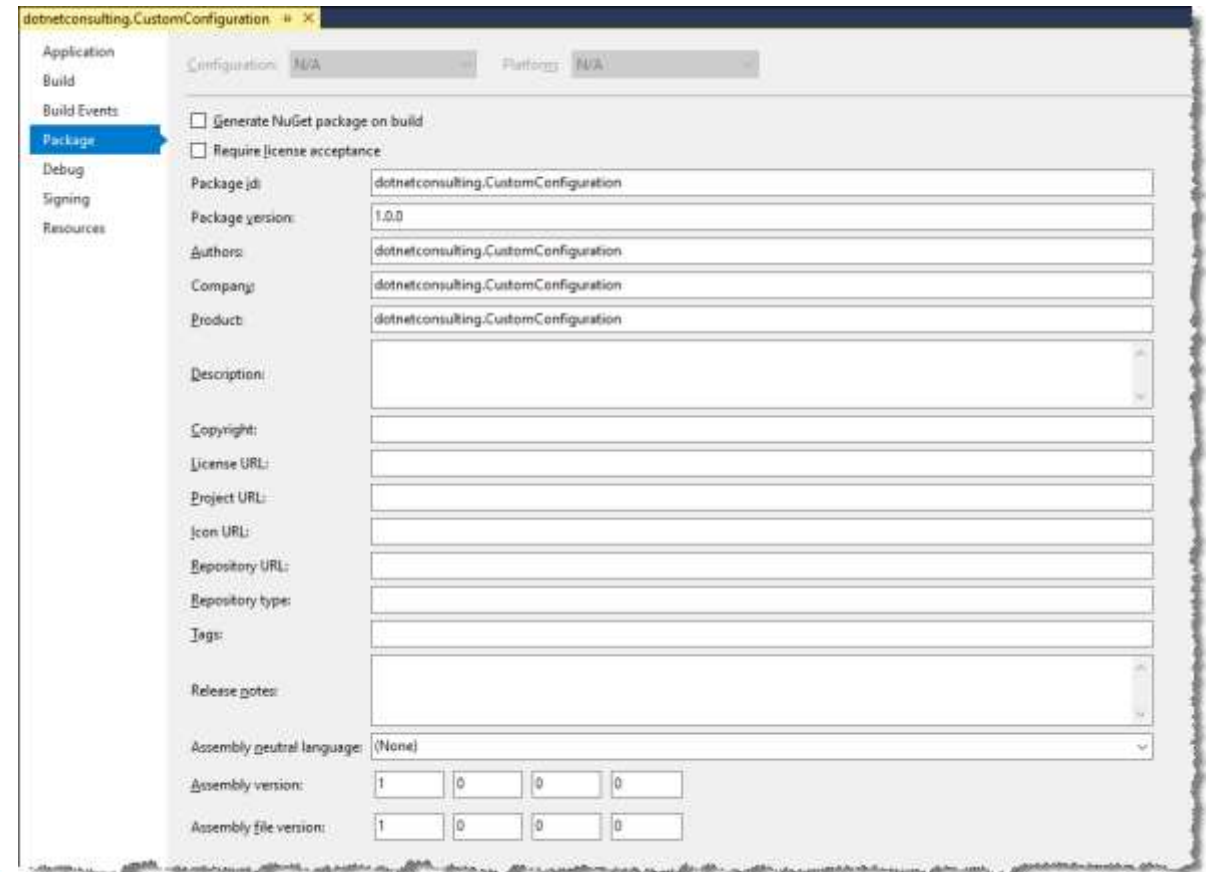 dotnetconsulting.CustomConfiguration
Application
Build
Build Events
Package
Debug
Signing
Resources
Configuration: N/A Platform: N/A
Generate NuGet package on build
Require license acceptance
Package id: dotnetconsulting.CustomConfiguration
Package version: 1.0.0
Authors: dotnetconsulting.CustomConfiguration
Company: dotnetconsulting.CustomConfiguration
Product: dotnetconsulting.CustomConfiguration
Description:
Copyright:
License URL:
Project URL:
Icon URL:
Repository URL:
Repository type:
Tags:
Release notes:
Assembly neutral language: (None)
Assembly version: 1 0 0 0
Assembly file version: 1 0 0 0